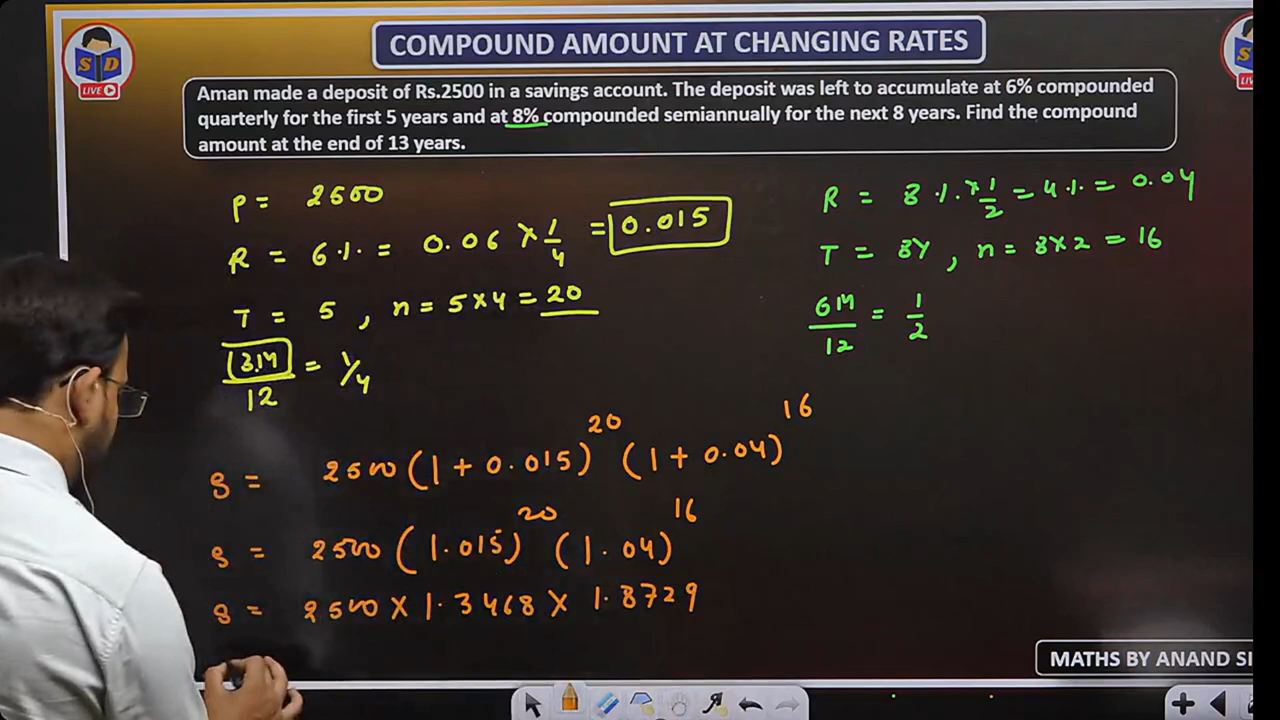 COMPOUND AMOUNT AT CHANGING RATES
SD
LIVE
LIV
Aman made a deposit of Rs.2500 in a savings account. The deposit was left to accumulate at 6% compounded
quarterly for the first 5 years and at 8% compounded semiannually for the next 8 years. Find the compound
amount at the end of 13 years.
P = 2500
R = 6% = 0.06 × 1/4 = 0.015
T = 5 , n = 5×4 = 20
3M/12 = 1/4
R = 8% × 1/2 = 4% = 0.04
T = 8Y , n = 8×2 = 16
6M/12 = 1/2
S = 2500 (1 + 0.015)^20 (1 + 0.04)^16
S = 2500 (1.015)^20 (1.04)^16
S = 2500 × 1.3468 × 1.8729
MATHS BY ANAND SI